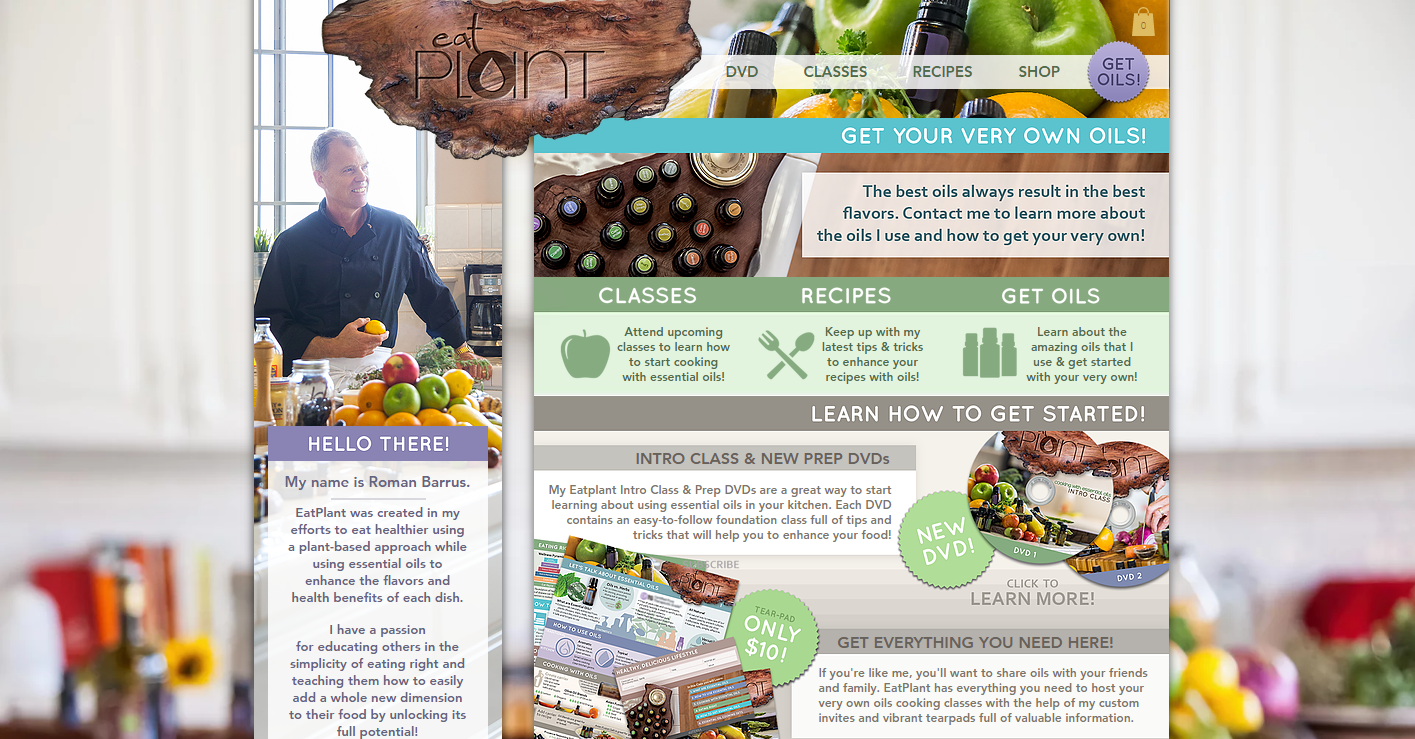 eat
PLANT
0
DVD
CLASSES
RECIPES
SHOP
GET
OILS!
GET YOUR VERY OWN OILS!
The best oils always result in the best
flavors. Contact me to learn more about
the oils I use and how to get your very own!
CLASSES
Attend upcoming
classes to learn how
to start cooking
with essential oils!
RECIPES
Keep up with my
latest tips & tricks
to enhance your
recipes with oils!
GET OILS
Learn about the
amazing oils that I
use & get started
with your very own!
HELLO THERE!
My name is Roman Barrus.
EatPlant was created in my
efforts to eat healthier using
a plant-based approach while
using essential oils to
enhance the flavors and
health benefits of each dish.
I have a passion
for educating others in the
simplicity of eating right and
teaching them how to easily
add a whole new dimension
to their food by unlocking its
full potential!
LEARN HOW TO GET STARTED!
INTRO CLASS & NEW PREP DVDs
My Eatplant Intro Class & Prep DVDs are a great way to start
learning about using essential oils in your kitchen. Each DVD
contains an easy-to-follow foundation class full of tips and
tricks that will help you to enhance your food!
NEW
DVD!
cooking with essential oils
INTRO CLASS
DVD 1
DVD 2
CLICK TO
LEARN MORE!
LET'S TALK ABOUT ESSENTIAL OILS
HOW TO USE OILS
COOKING WITH OILS
HEALTHY, DELICIOUS LIFESTYLE
TEAR-PAD
ONLY
$10!
GET EVERYTHING YOU NEED HERE!
If you're like me, you'll want to share oils with your friends
and family. EatPlant has everything you need to host your
very own oils cooking classes with the help of my custom
invites and vibrant tearpads full of valuable information.